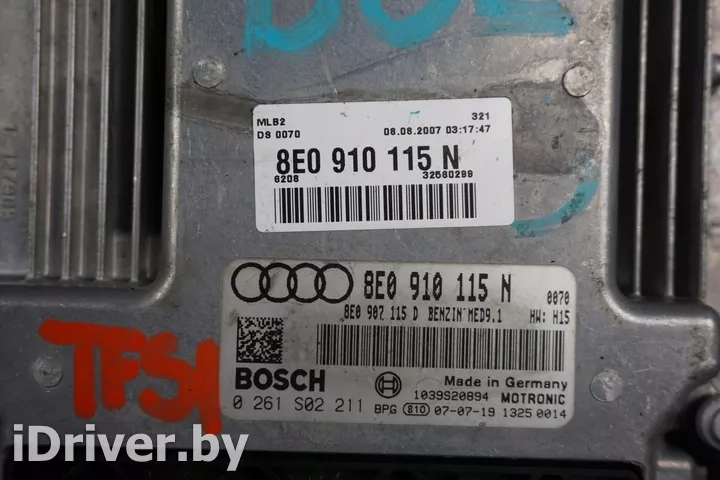 MLB2 321
DS 0070 08.08.2007 03:17:47
8E0 910 115 N
6208 32560299
8E0 910 115 N 0070
8E0 907 115 D BENZIN MED9.1 HW: H15
BOSCH Made in Germany
1039S20894 MOTRONIC
0 261 S02 211 BPG 810 07-07-19 1325 0014
TFSI
iDriver.by